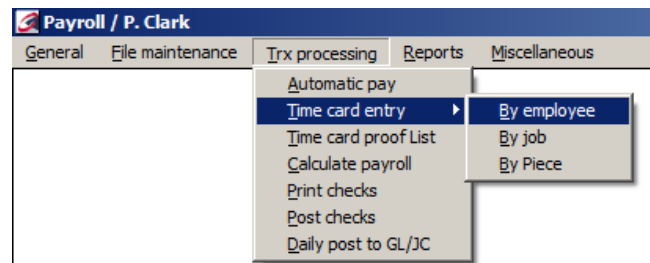 Payroll / P. Clark
General File maintenance Trx processing Reports Miscellaneous
Automatic pay
Time card entry By employee
Time card proof List By job
Calculate payroll By Piece
Print checks
Post checks
Daily post to GL/JC